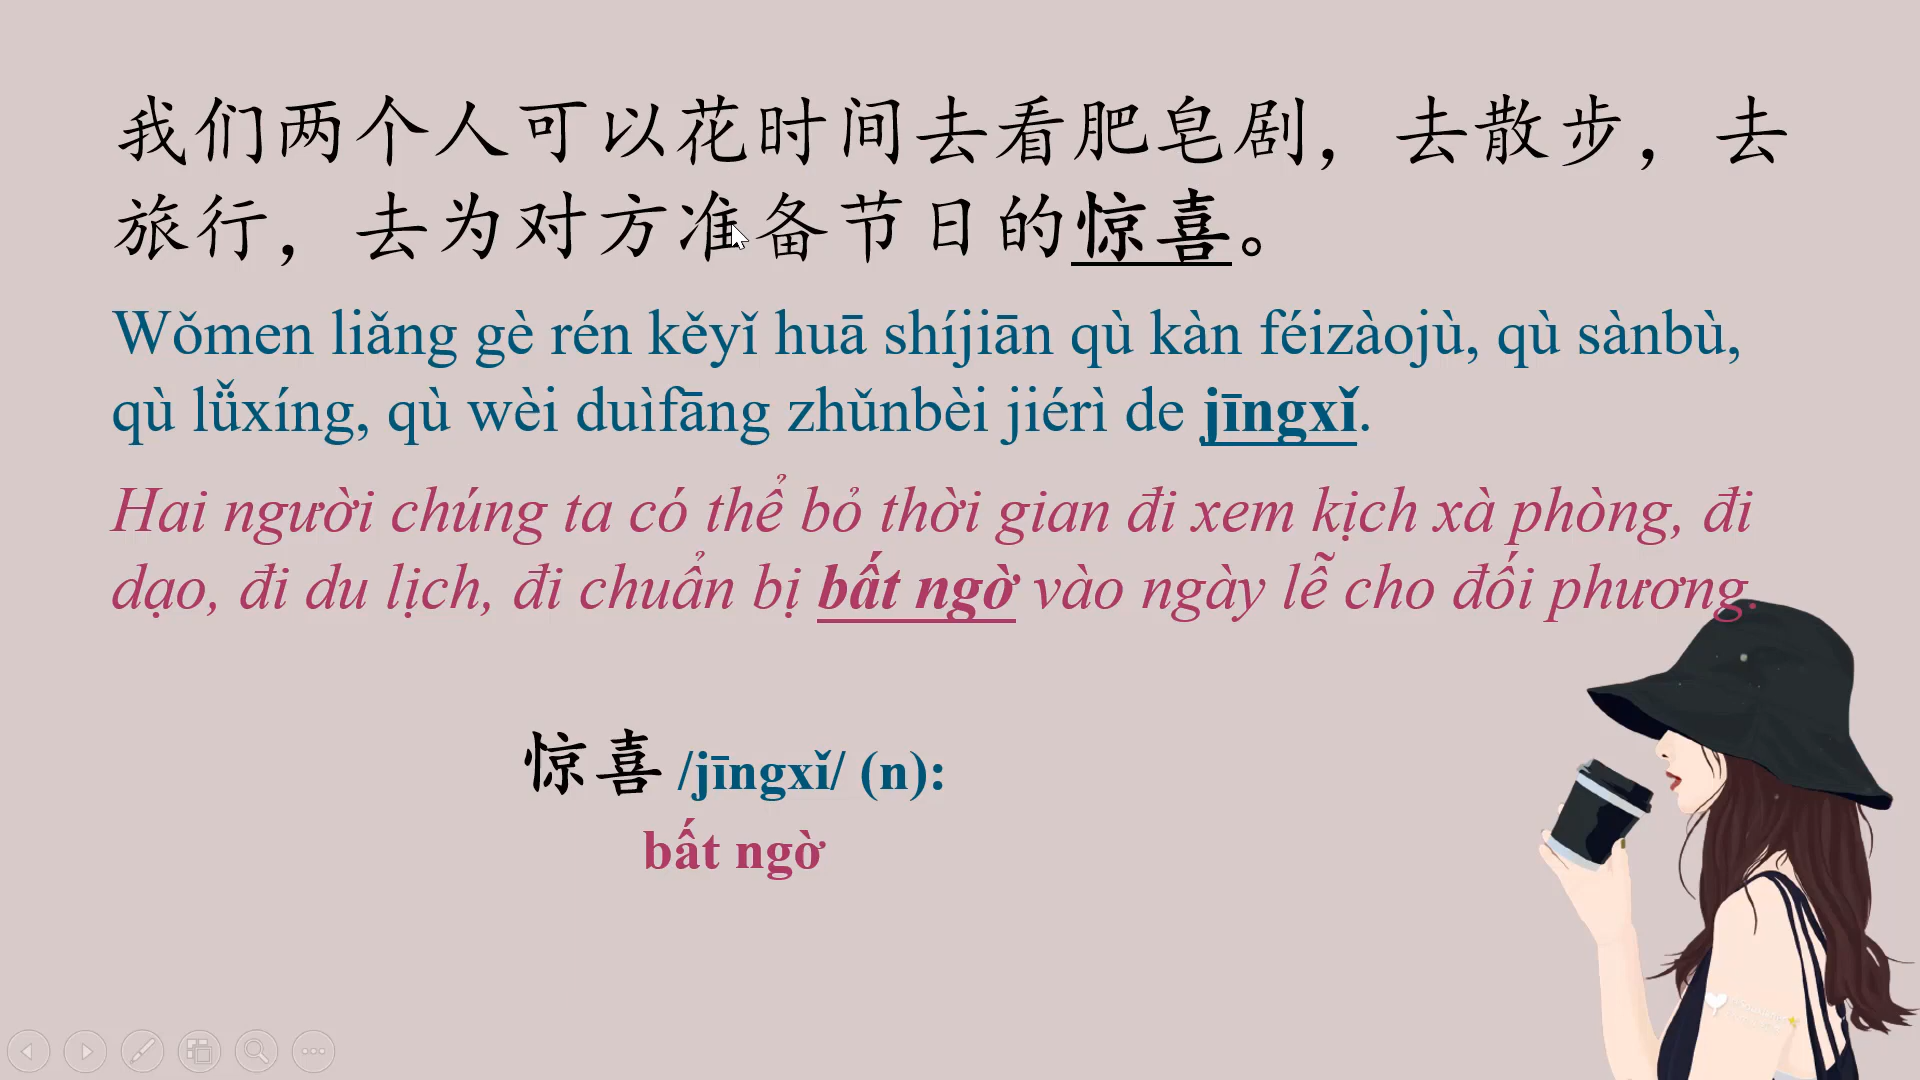 我们两个人可以花时间去看肥皂剧，去散步，去
旅行，去为对方准备节日的惊喜。
Wǒmen liǎng gè rén kěyǐ huā shíjiān qù kàn féizàojù, qù sànbù,
qù lǚxíng, qù wèi duìfāng zhǔnbèi jiérì de jīngxǐ.
Hai người chúng ta có thể bỏ thời gian đi xem kịch xà phòng, đi
dạo, đi du lịch, đi chuẩn bị bất ngờ vào ngày lễ cho đối phương.
惊喜 /jīngxǐ/ (n):
bất ngờ